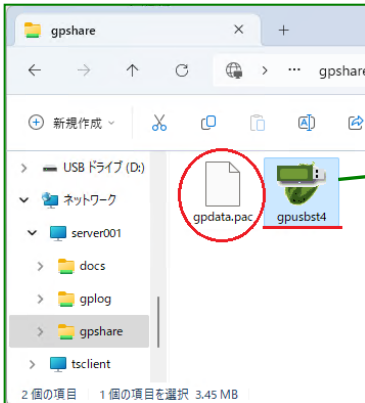 gpshare
gpshare
新規作成
USB ドライブ (D:)
ネットワーク
server001
docs
gplog
gpshare
tsclient
gpdata.pac
gpusbst4
2 個の項目
1 個の項目を選択 3.45 MB